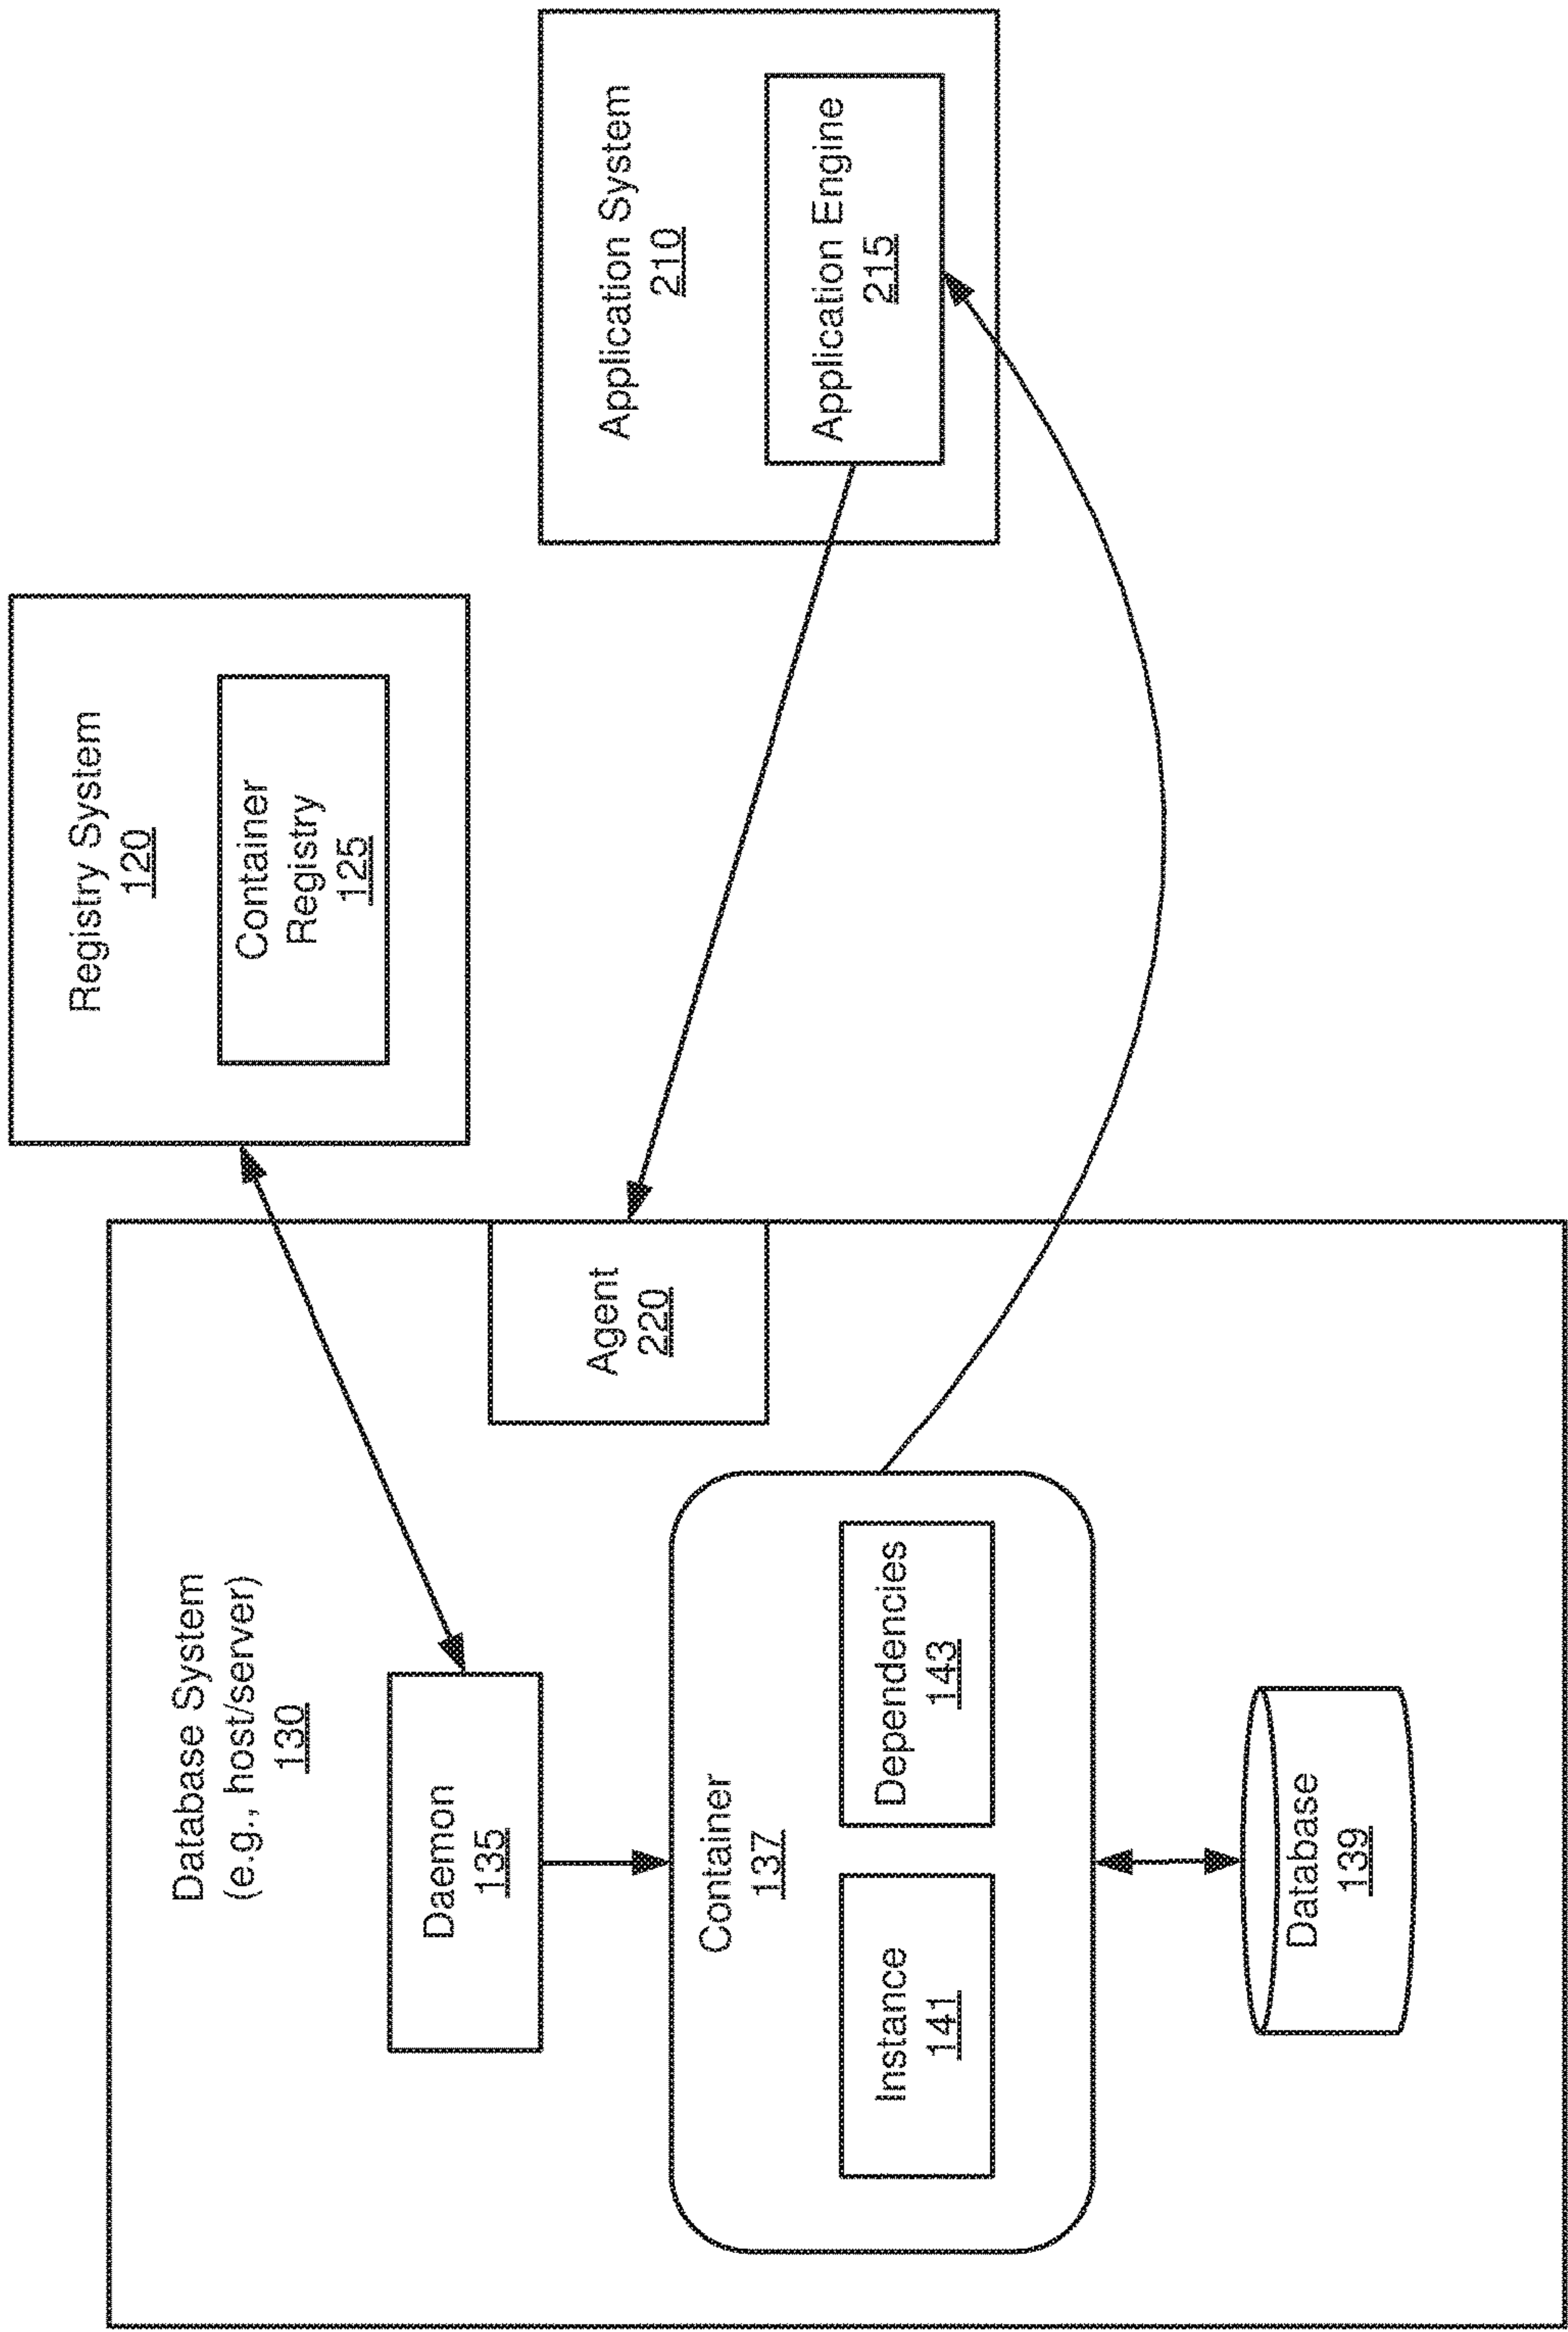 Database System
(e.g., host/server)
130
Daemon
135
Container
137
Instance
141
Dependencies
143
Database
139
Agent
220
Registry System
120
Container
Registry
125
Application System
210
Application Engine
215